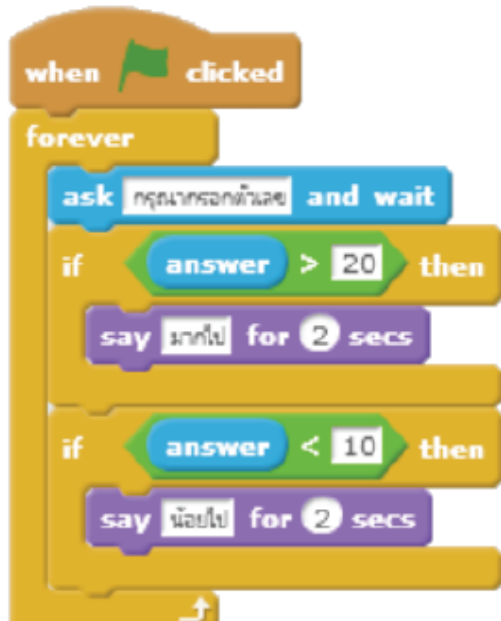 when clicked
forever
ask กรุณากรอกตัวเลข and wait
if answer > 20 then
say มากไป for 2 secs
if answer < 10 then
say น้อยไป for 2 secs